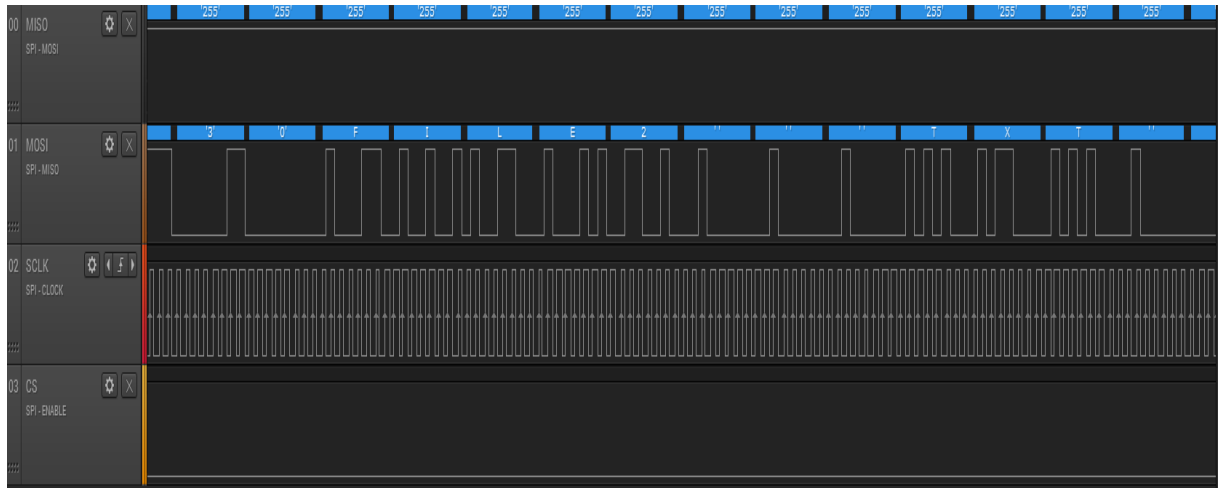 '255' '255' '255' '255' '255' '255' '255' '255' '255' '255' '255' '255' '255' '255'
00 MISO
SPI - MOSI
'3' '0' F I L E 2 ' ' ' ' ' ' T X T ' '
01 MOSI
SPI - MISO
02 SCLK
SPI - CLOCK
03 CS
SPI - ENABLE